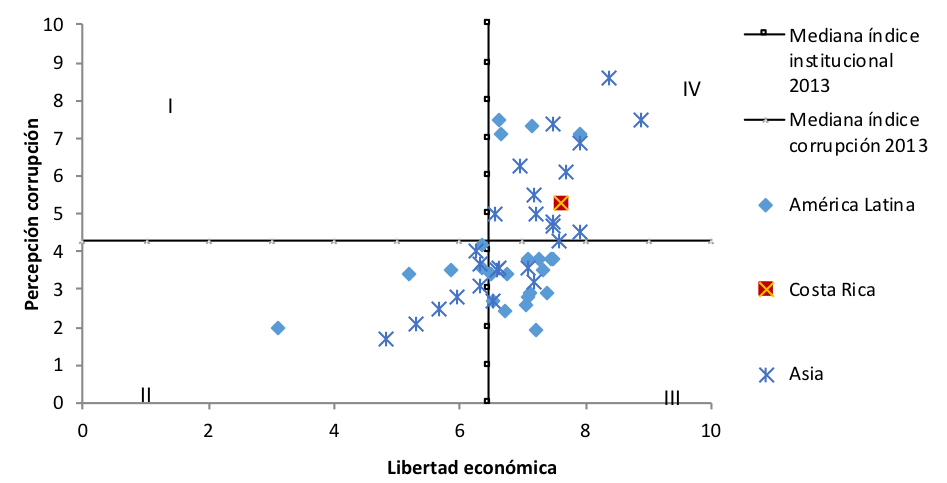 10
9
8
7
6
5
4
3
2
1
0
0
2
4
6
8
10
Percepción corrupción
Libertad económica
I
IV
II
III
Mediana índice
institucional
2013
Mediana índice
corrupción 2013
América Latina
Costa Rica
Asia